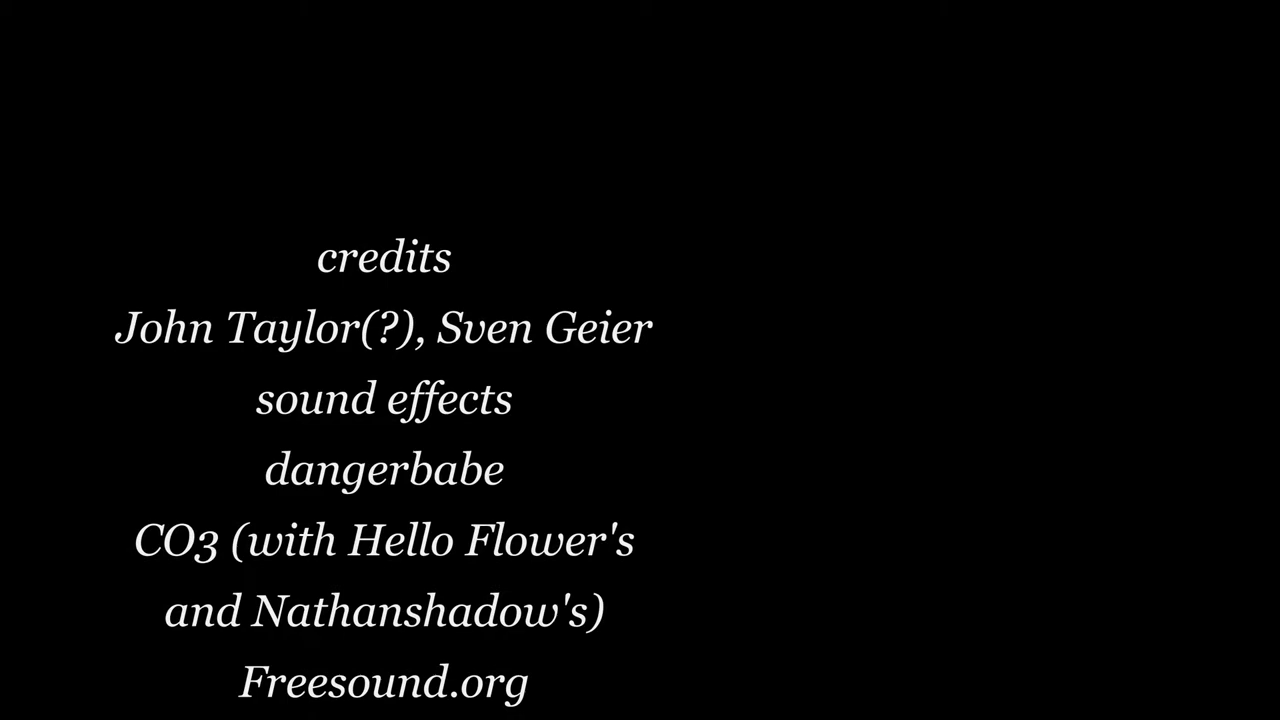 credits
John Taylor(?), Sven Geier
sound effects
dangerbabe
CO3 (with Hello Flower's
and Nathanshadow's)
Freesound.org